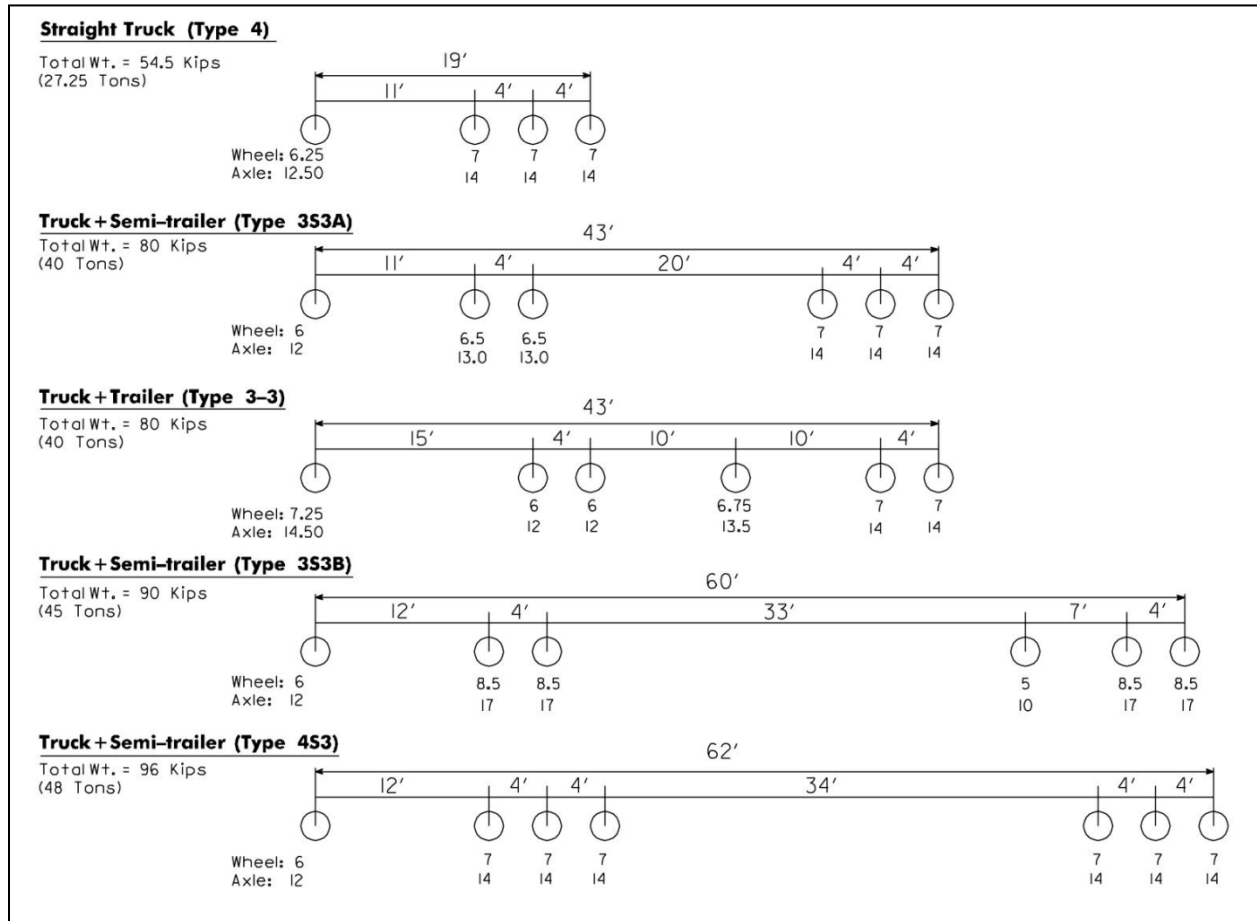 Straight Truck (Type 4)
Total Wt. = 54.5 Kips
(27.25 Tons)
19'
11' 4' 4'
Wheel: 6.25 7 7 7
Axle: 12.50 14 14 14
Truck+Semi-trailer (Type 3S3A)
Total Wt. = 80 Kips
(40 Tons)
43'
11' 4' 20' 4' 4'
Wheel: 6 6.5 6.5 7 7 7
Axle: 12 13.0 13.0 14 14 14
Truck+Trailer (Type 3-3)
Total Wt. = 80 Kips
(40 Tons)
43'
15' 4' 10' 10' 4'
Wheel: 7.25 6 6 6.75 7 7
Axle: 14.50 12 12 13.5 14 14
Truck+Semi-trailer (Type 3S3B)
Total Wt. = 90 Kips
(45 Tons)
60'
12' 4' 33' 7' 4'
Wheel: 6 8.5 8.5 5 8.5 8.5
Axle: 12 17 17 10 17 17
Truck+Semi-trailer (Type 4S3)
Total Wt. = 96 Kips
(48 Tons)
62'
12' 4' 4' 34' 4' 4'
Wheel: 6 7 7 7 7 7 7
Axle: 12 14 14 14 14 14 14